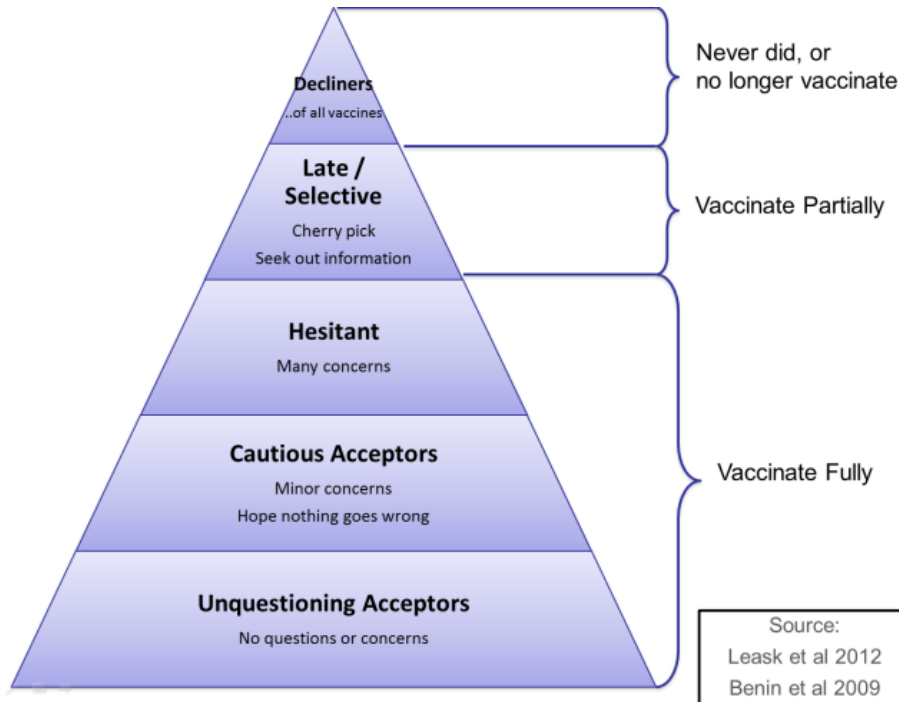 Decliners
..of all vaccines
Never did, or
no longer vaccinate
Late /
Selective
Cherry pick
Seek out information
Vaccinate Partially
Hesitant
Many concerns
Cautious Acceptors
Minor concerns
Hope nothing goes wrong
Vaccinate Fully
Unquestioning Acceptors
No questions or concerns
Source:
Leask et al 2012
Benin et al 2009